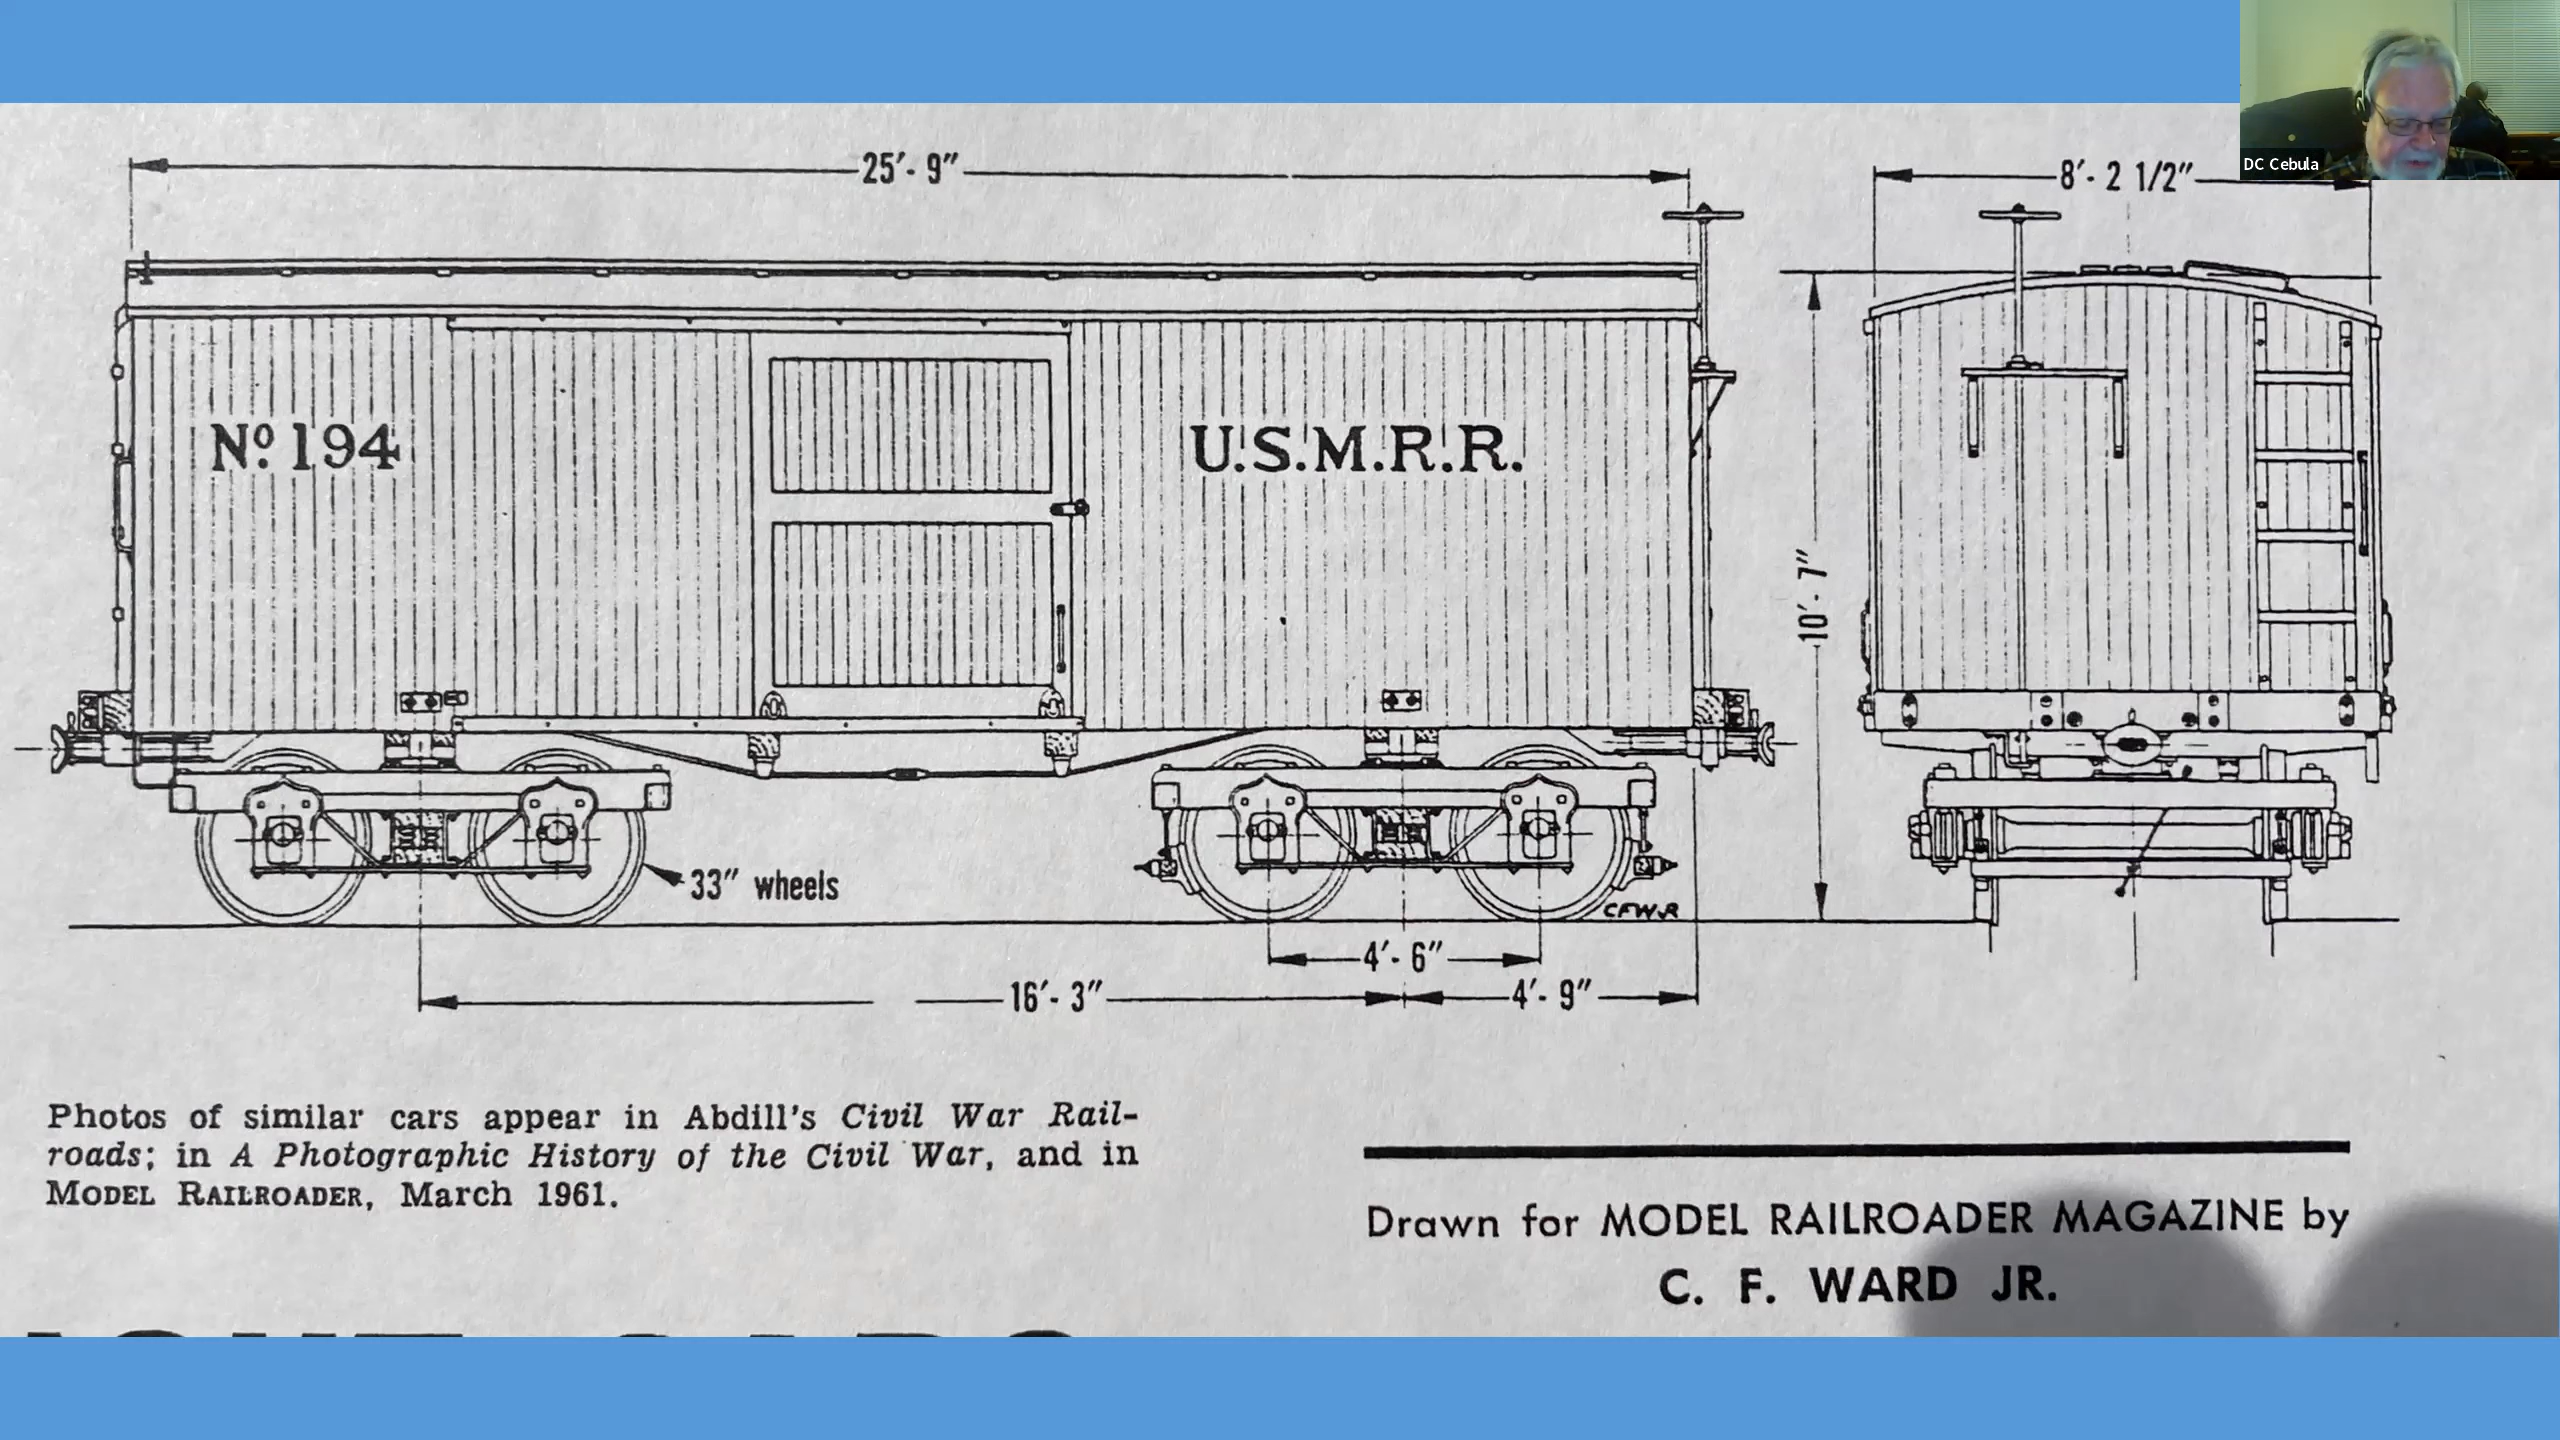 DC Cebula
25'- 9"
8'- 2 1/2"
Nº 194
U.S.M.R.R.
10'- 7"
33" wheels
CFWJR
4'- 6"
16'- 3"
4'- 9"
Photos of similar cars appear in Abdill's Civil War Rail-
roads; in A Photographic History of the Civil War, and in
MODEL RAILROADER, March 1961.
Drawn for MODEL RAILROADER MAGAZINE by
C. F. WARD JR.